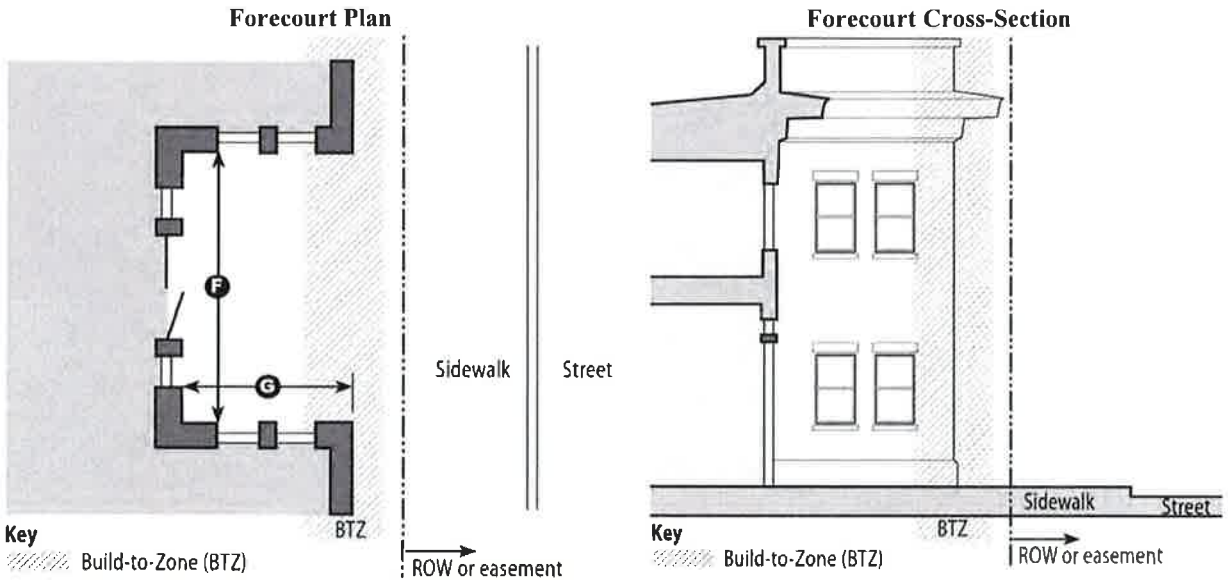 Forecourt Plan
F
G
Sidewalk
Street
BTZ
Key
Build-to-Zone (BTZ)
ROW or easement
Forecourt Cross-Section
Sidewalk
Street
BTZ
Key
Build-to-Zone (BTZ)
ROW or easement